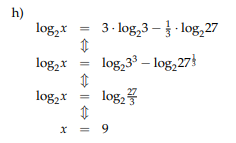 h)
log₂x = 3 · log₂3 − ⅓ · log₂27
⇕
log₂x = log₂3³ − log₂27^⅓
⇕
log₂x = log₂ 27/3
⇕
x = 9